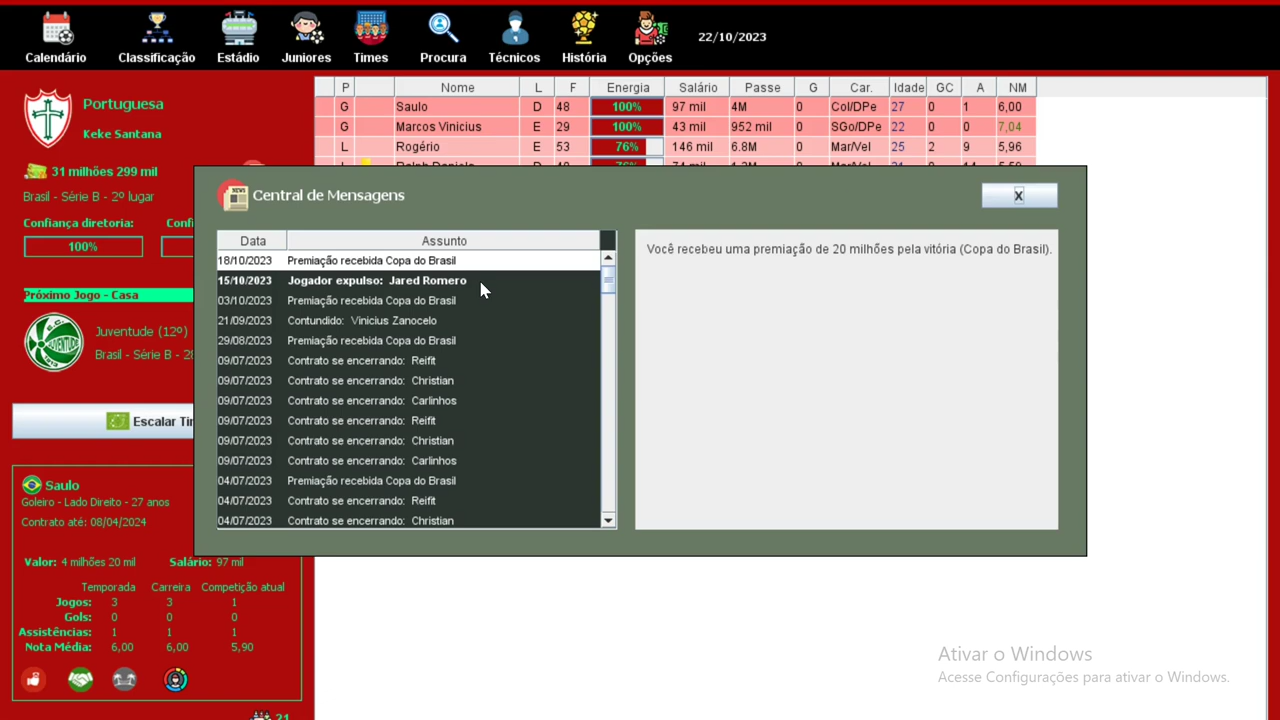 Calendário Classificação Estádio Juniores Times Procura Técnicos História Opções 22/10/2023
P Nome L F Energia Salário Passe G Car. Idade GC A NM
G Saulo D 48 100% 97 mil 4M 0 Col/DPe 27 0 1 6,00
G Marcos Vinicius E 29 100% 43 mil 952 mil 0 SGo/DPe 22 0 0 7,04
L Rogério E 53 76% 146 mil 6.8M 0 Mar/Vel 25 2 9 5,96
Portuguesa
Keke Santana
31 milhões 299 mil
Brasil - Série B - 2º lugar
Confiança diretoria: Confi
100%
Próximo Jogo - Casa
Juventude (12º)
Brasil - Série B - 28
Escalar Tim
Central de Mensagens
X
Data Assunto
18/10/2023 Premiação recebida Copa do Brasil
15/10/2023 Jogador expulso: Jared Romero
03/10/2023 Premiação recebida Copa do Brasil
21/09/2023 Contundido: Vinicius Zanocelo
29/08/2023 Premiação recebida Copa do Brasil
09/07/2023 Contrato se encerrando: Reifit
09/07/2023 Contrato se encerrando: Christian
09/07/2023 Contrato se encerrando: Carlinhos
09/07/2023 Contrato se encerrando: Reifit
09/07/2023 Contrato se encerrando: Christian
09/07/2023 Contrato se encerrando: Carlinhos
04/07/2023 Premiação recebida Copa do Brasil
04/07/2023 Contrato se encerrando: Reifit
04/07/2023 Contrato se encerrando: Christian
Você recebeu uma premiação de 20 milhões pela vitória (Copa do Brasil).
Saulo
Goleiro - Lado Direito - 27 anos
Contrato até: 08/04/2024
Valor: 4 milhões 20 mil Salário: 97 mil
Temporada Carreira Competição atual
Jogos: 3 3 1
Gols: 0 0 0
Assistências: 1 1 1
Nota Média: 6,00 6,00 5,90
21
Ativar o Windows
Acesse Configurações para ativar o Windows.